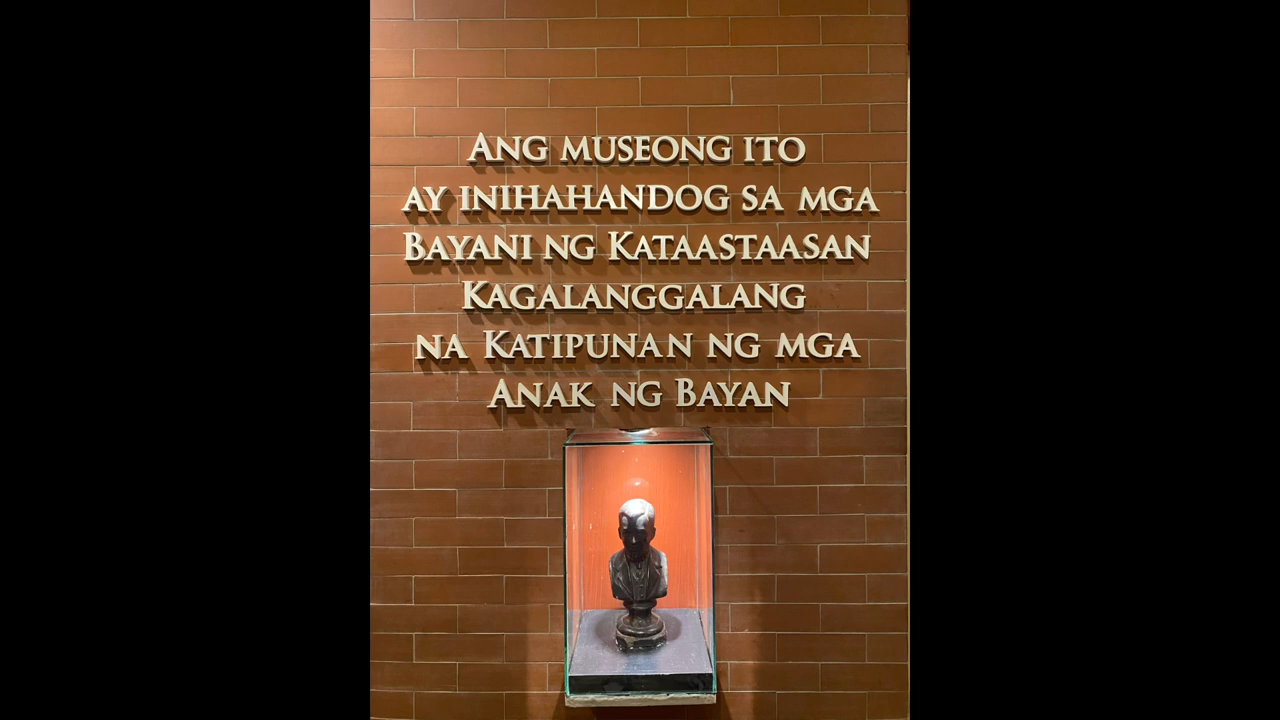 Ang museong ito
ay inihahandog sa mga
Bayani ng Kataastaasan
Kagalanggalang
na Katipunan ng mga
Anak ng Bayan